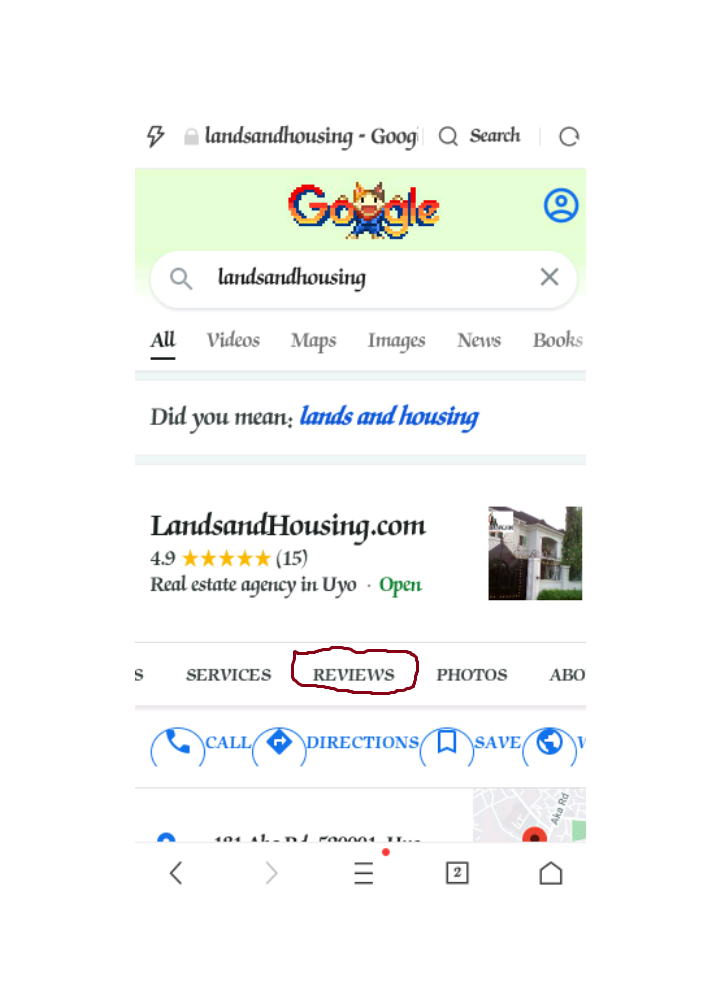 landsandhousing - Goog Search
Google
landsandhousing
All Videos Maps Images News Books
Did you mean: lands and housing
LandsandHousing.com
4.9 ★★★★★ (15)
Real estate agency in Uyo · Open
S SERVICES REVIEWS PHOTOS ABO
CALL DIRECTIONS SAVE
Aka Rd
181 Aka Rd, 520001, Uyo
2